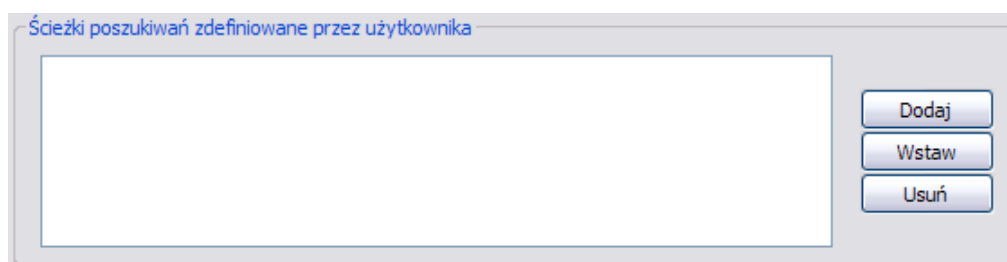 Ścieżki poszukiwań zdefiniowane przez użytkownika
Dodaj
Wstaw
Usuń